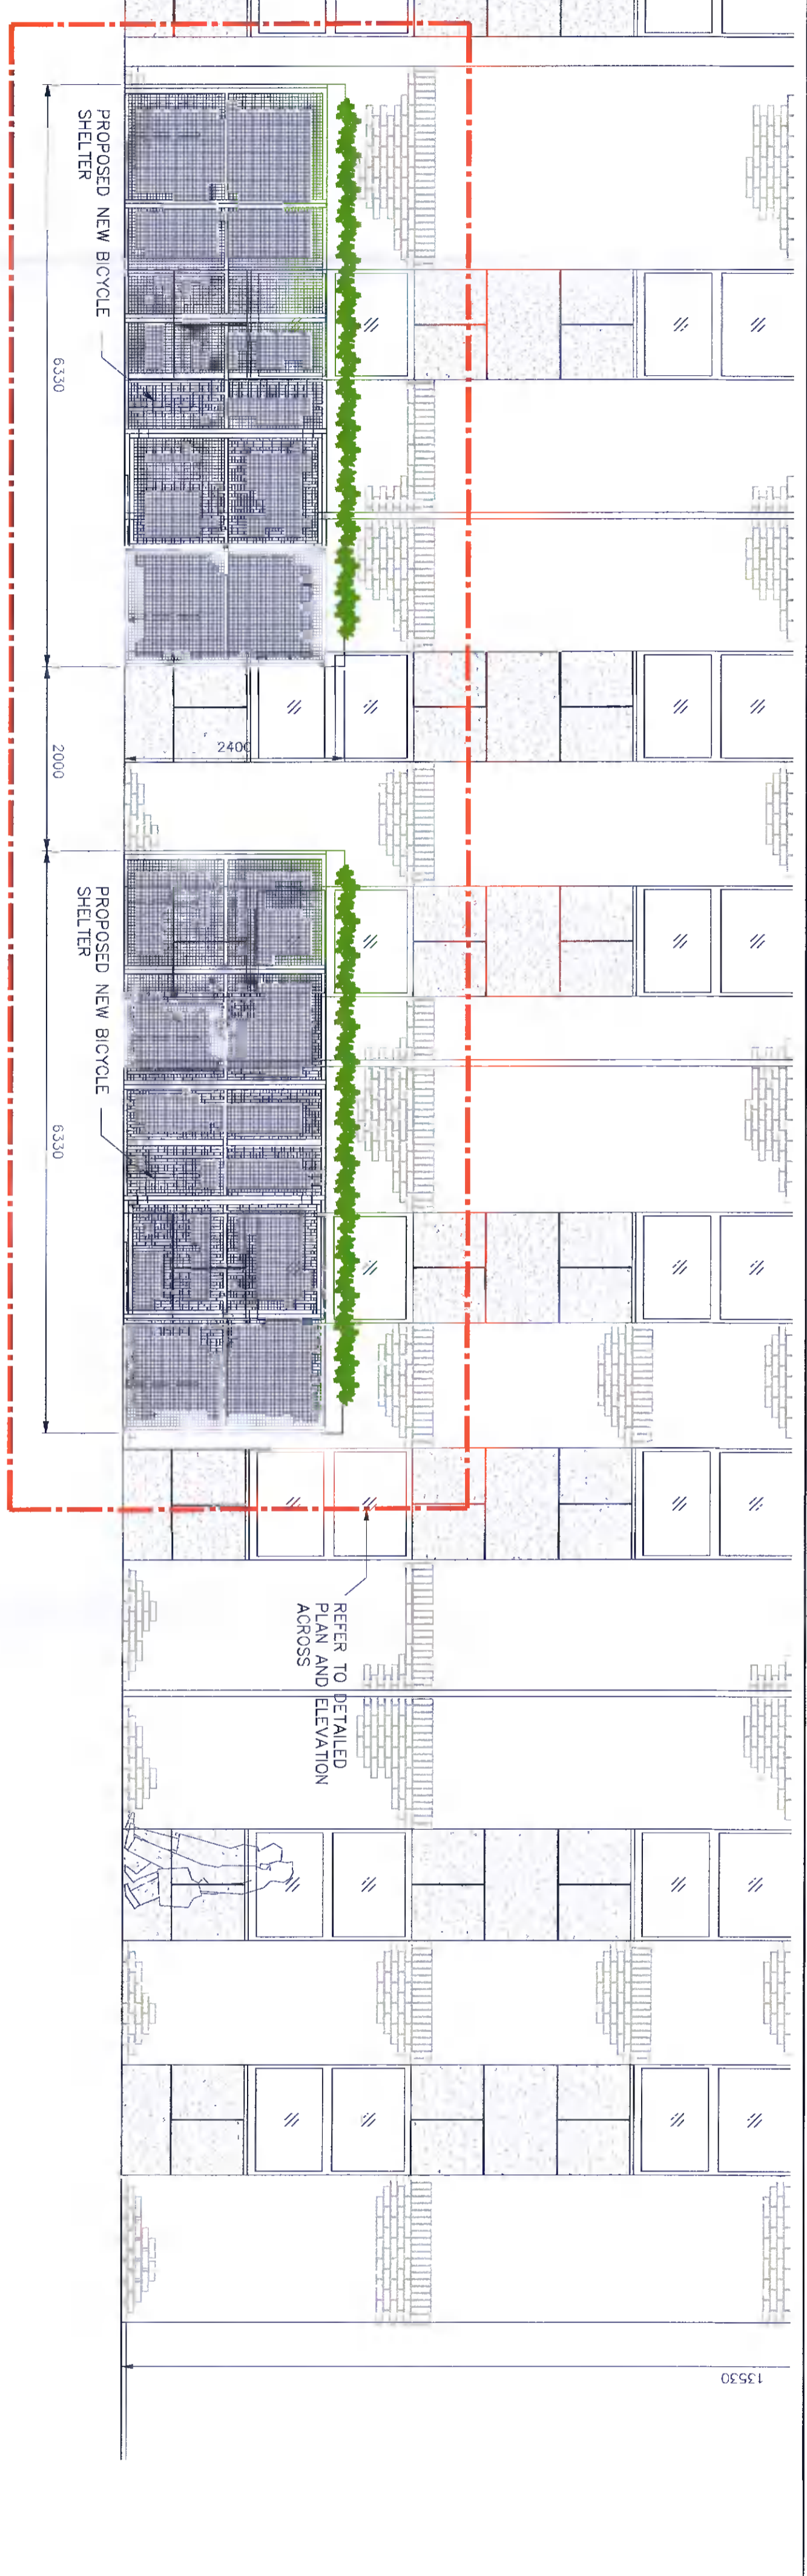 PROPOSED NEW BICYCLE
SHELTER
6330
2000
2400
PROPOSED NEW BICYCLE
SHELTER
6330
REFER TO DETAILED
PLAN AND ELEVATION
ACROSS
13530